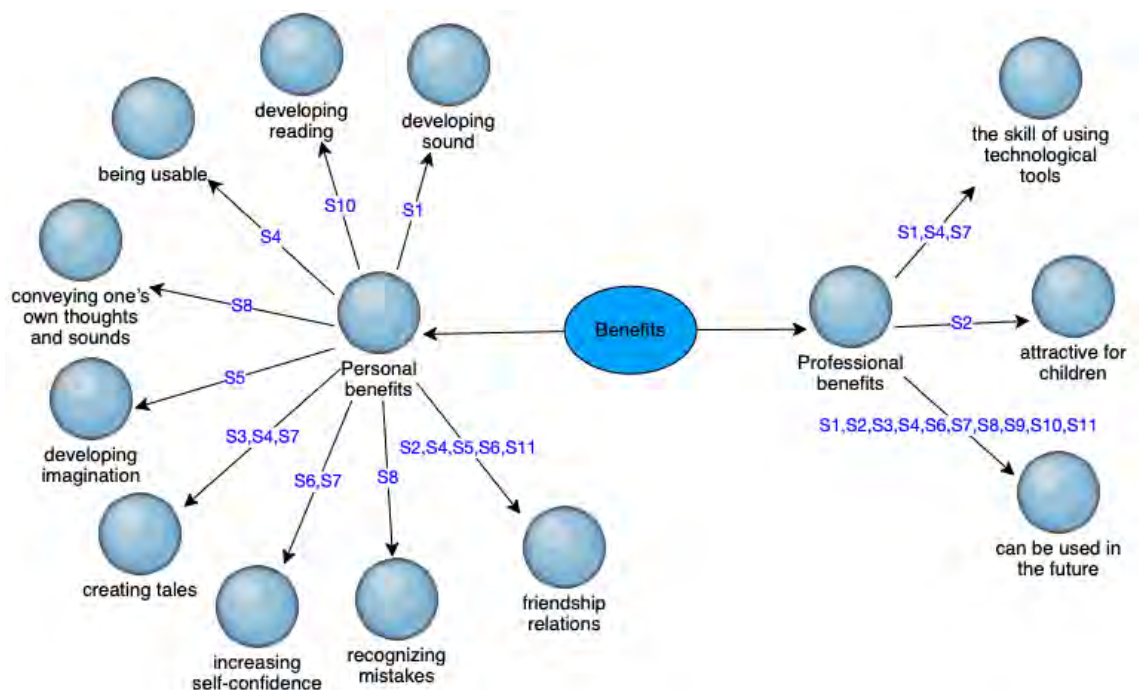 developing
reading
developing
sound
being usable
the skill of using
technological
tools
S10
S1
S4
S1,S4,S7
conveying one's
own thoughts
and sounds
S8
Benefits
S2
Personal
benefits
Professional
benefits
attractive for
children
S5
developing
imagination
S3,S4,S7
S6,S7
S8
S2,S4,S5,S6,S11
S1,S2,S3,S4,S6,S7,S8,S9,S10,S11
creating tales
increasing
self-confidence
recognizing
mistakes
friendship
relations
can be used in
the future